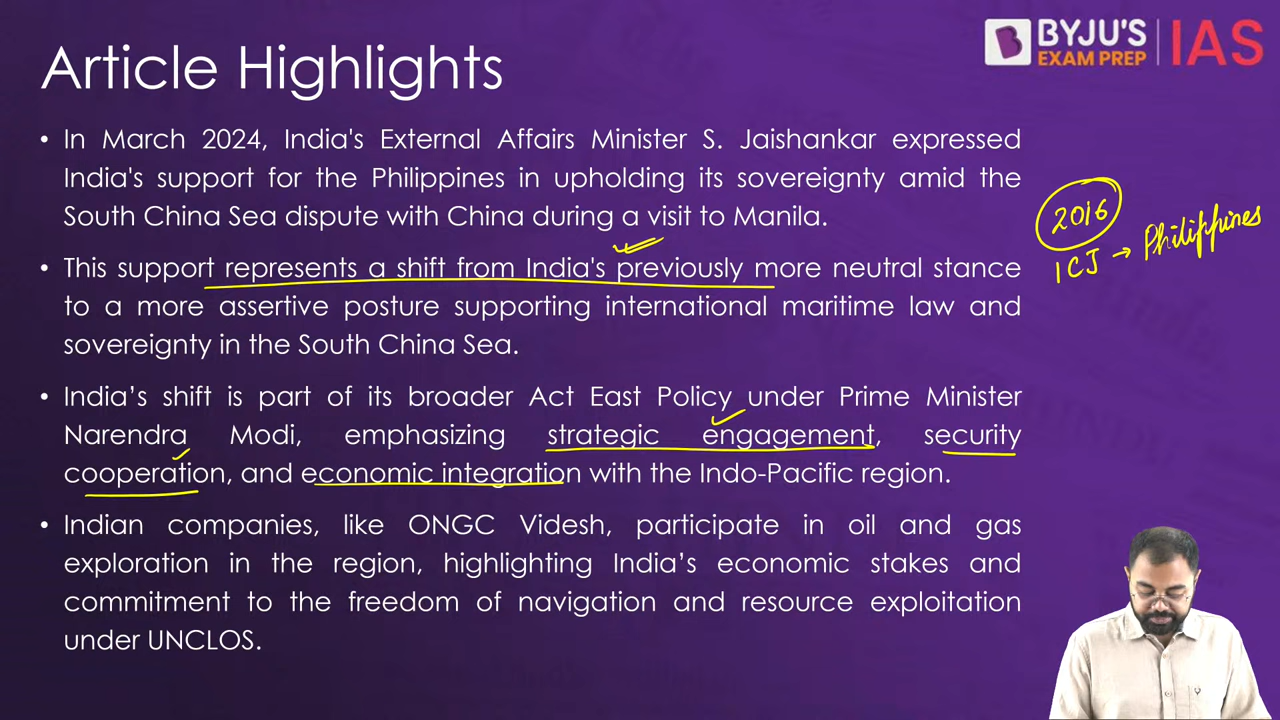 Article Highlights
BYJU'S
EXAM PREP
IAS
• In March 2024, India's External Affairs Minister S. Jaishankar expressed
India's support for the Philippines in upholding its sovereignty amid the
South China Sea dispute with China during a visit to Manila.
• This support represents a shift from India's previously more neutral stance
to a more assertive posture supporting international maritime law and
sovereignty in the South China Sea.
• India’s shift is part of its broader Act East Policy under Prime Minister
Narendra Modi, emphasizing strategic engagement, security
cooperation, and economic integration with the Indo-Pacific region.
• Indian companies, like ONGC Videsh, participate in oil and gas
exploration in the region, highlighting India’s economic stakes and
commitment to the freedom of navigation and resource exploitation
under UNCLOS.
2016
ICJ → Philippines